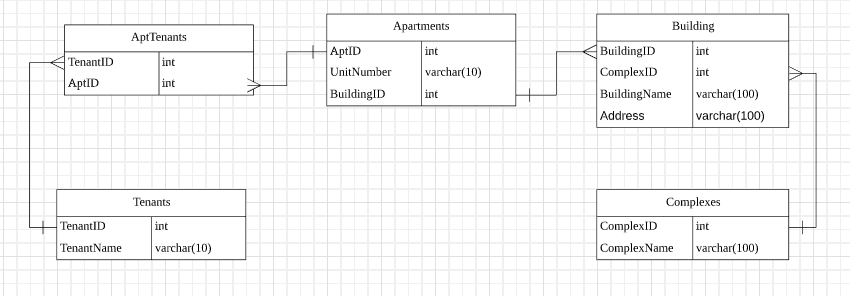 AptTenants
TenantID int
AptID int
Apartments
AptID int
UnitNumber varchar(10)
BuildingID int
Building
BuildingID int
ComplexID int
BuildingName varchar(100)
Address varchar(100)
Tenants
TenantID int
TenantName varchar(10)
Complexes
ComplexID int
ComplexName varchar(100)